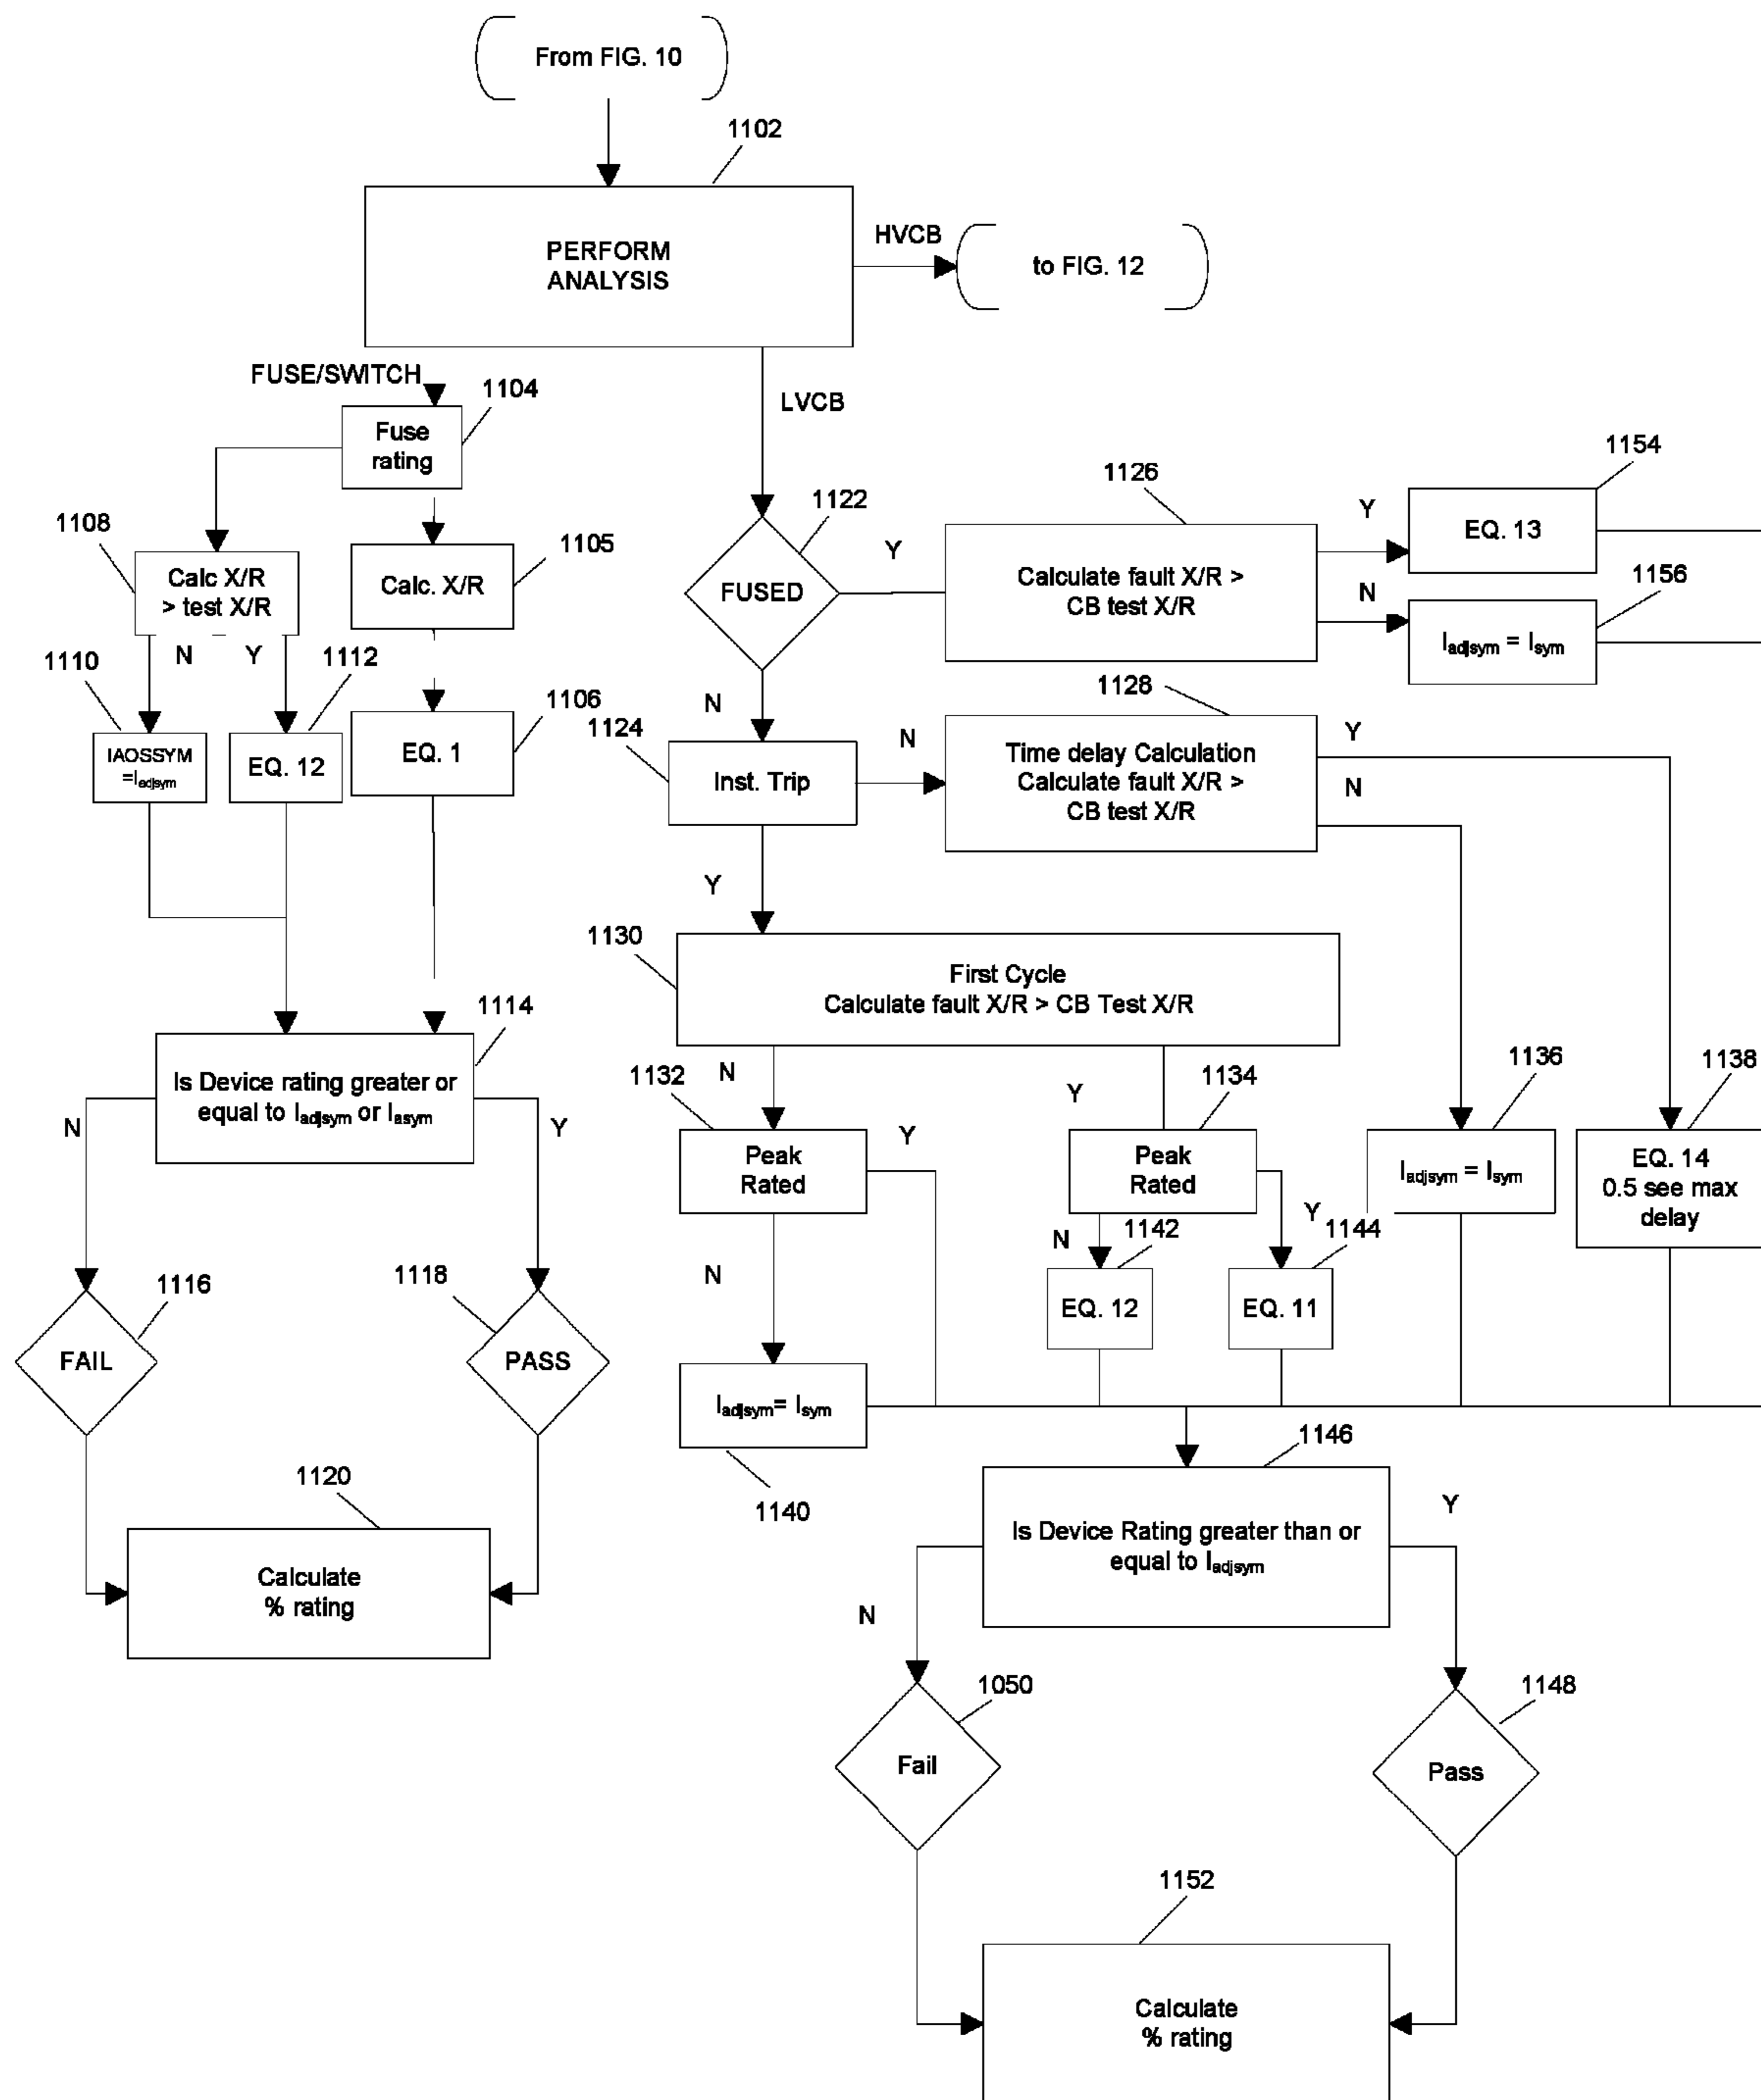 From FIG. 10
1102
PERFORM
ANALYSIS
HVCB
to FIG. 12
FUSE/SWITCH
1104
Fuse
rating
LVCB
1108
Calc X/R
> test X/R
1105
Calc. X/R
1122
FUSED
Y
1126
Calculate fault X/R >
CB test X/R
Y
1154
EQ. 13
N
1156
Iadjsym = Isym
1110
N
Y
1112
IAOSSYM
=Iadjsym
EQ. 12
1106
EQ. 1
N
1124
Inst. Trip
N
1128
Time delay Calculation
Calculate fault X/R >
CB test X/R
Y
N
Y
1130
First Cycle
Calculate fault X/R > CB Test X/R
1114
Is Device rating greater or
equal to Iadjsym or Iasym
N
Y
1132
N
Peak
Rated
Y
1134
Y
Peak
Rated
1136
Iadjsym = Isym
1138
EQ. 14
0.5 see max
delay
N
1142
Y
1144
N
EQ. 12
EQ. 11
1116
FAIL
1118
PASS
Iadjsym= Isym
1140
1120
Calculate
% rating
1146
Is Device Rating greater than or
equal to Iadjsym
Y
N
1050
Fail
1148
Pass
1152
Calculate
% rating